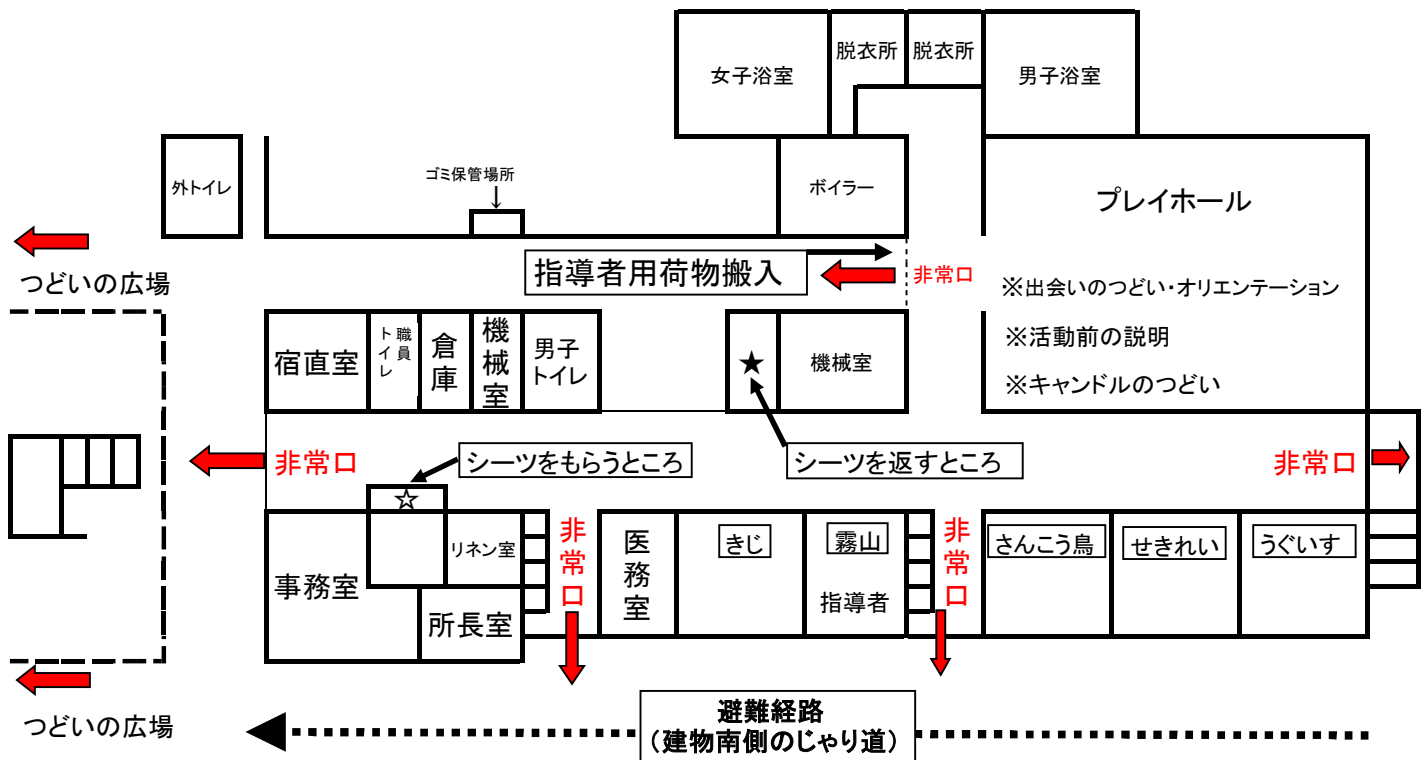 女子浴室
脱衣所
脱衣所
男子浴室
外トイレ
ゴミ保管場所
↓
ボイラー
プレイホール
つどいの広場
指導者用荷物搬入
非常口
※出会いのつどい・オリエンテーション
※活動前の説明
※キャンドルのつどい
宿直室
職員
トイレ
倉庫
機械室
男子
トイレ
★
機械室
非常口
シーツをもらうところ
シーツを返すところ
非常口
☆
事務室
リネン室
所長室
非常口
医務室
きじ
霧山
指導者
非常口
さんこう鳥
せきれい
うぐいす
つどいの広場
避難経路
（建物南側のじゃり道）